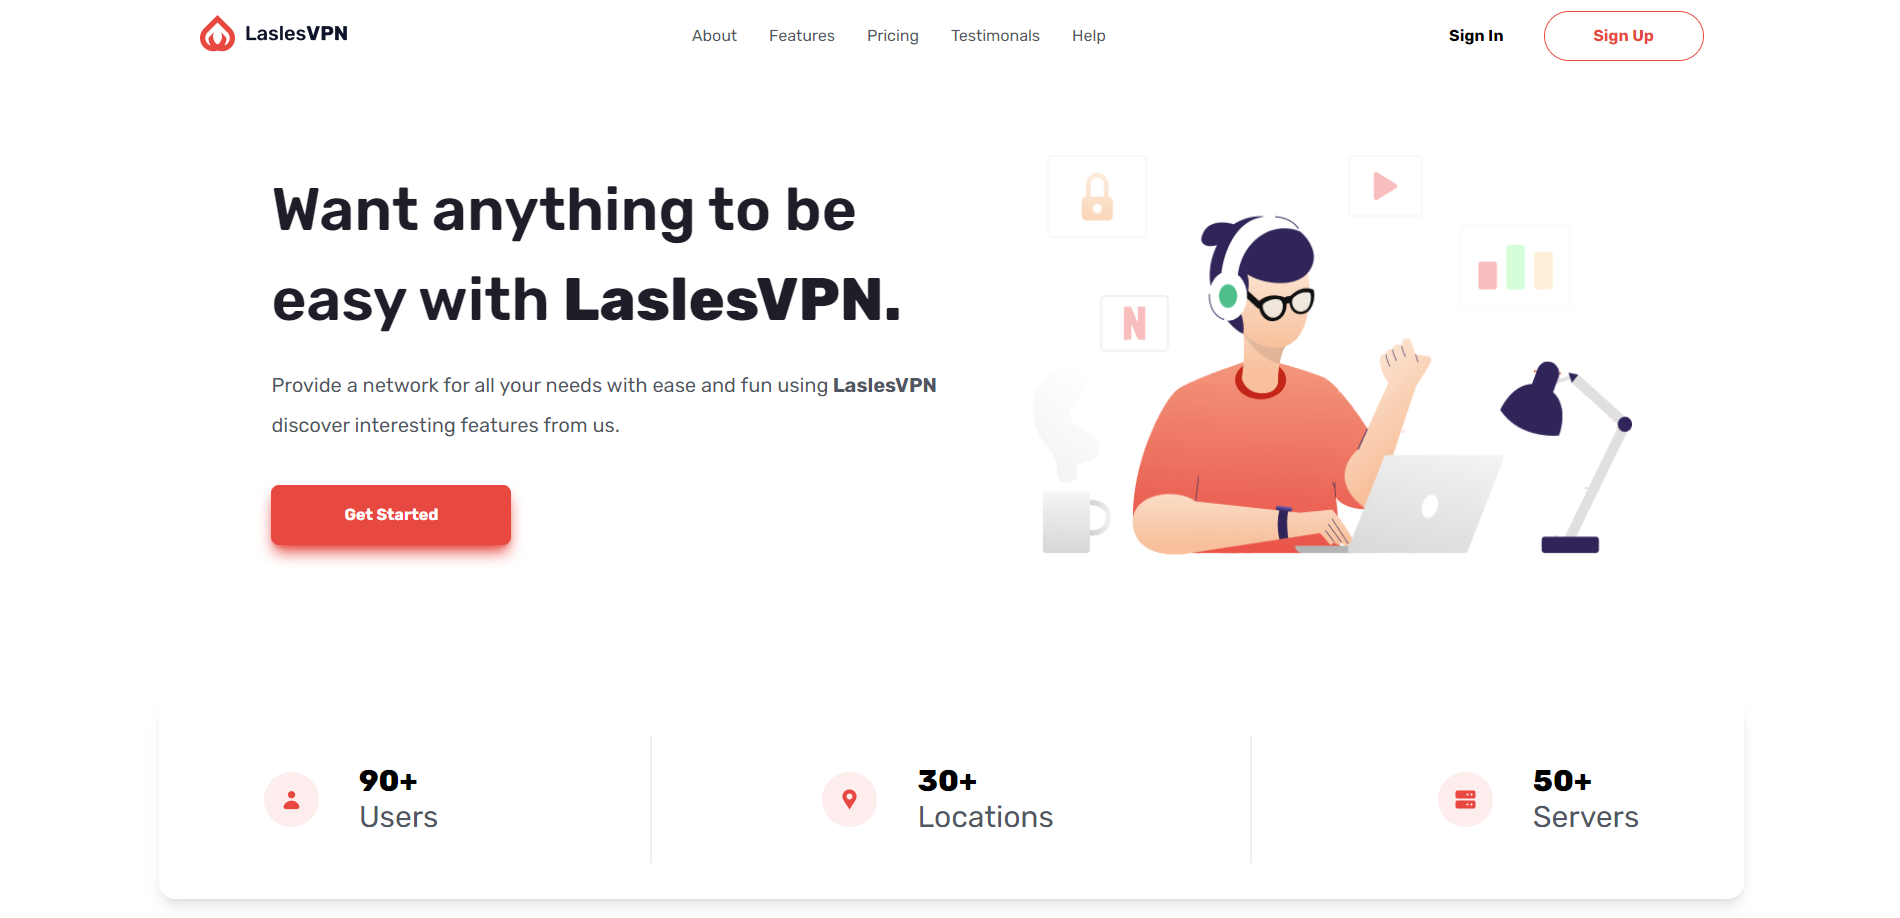 LaslesVPN
About Features Pricing Testimonals Help
Sign In
Sign Up
Want anything to be
easy with LaslesVPN.
Provide a network for all your needs with ease and fun using LaslesVPN
discover interesting features from us.
Get Started
N
90+
Users
30+
Locations
50+
Servers